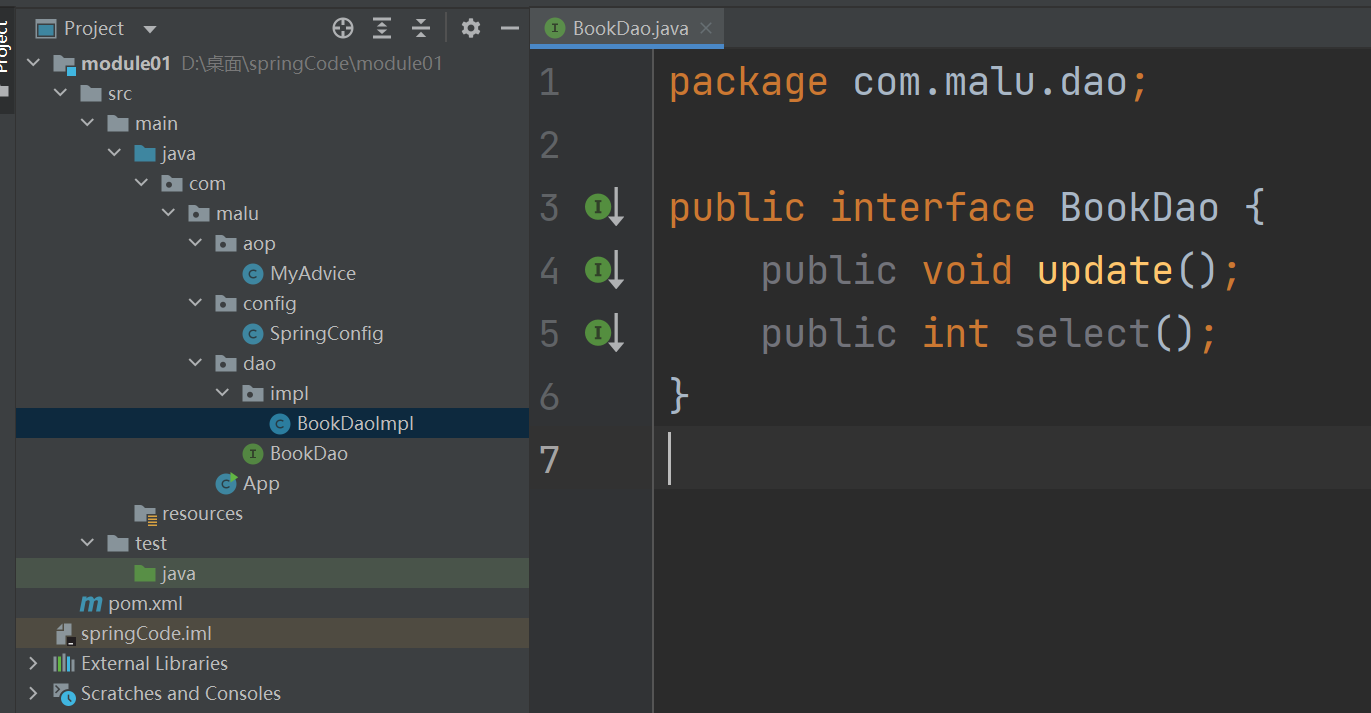 Project
Project
module01 D:\桌面\springCode\module01
src
main
java
com
malu
aop
C MyAdvice
config
C SpringConfig
dao
impl
C BookDaoImpl
I BookDao
C App
resources
test
java
m pom.xml
springCode.iml
External Libraries
Scratches and Consoles
I BookDao.java
1 package com.malu.dao;
2
3 I public interface BookDao {
4 I public void update();
5 I public int select();
6 }
7